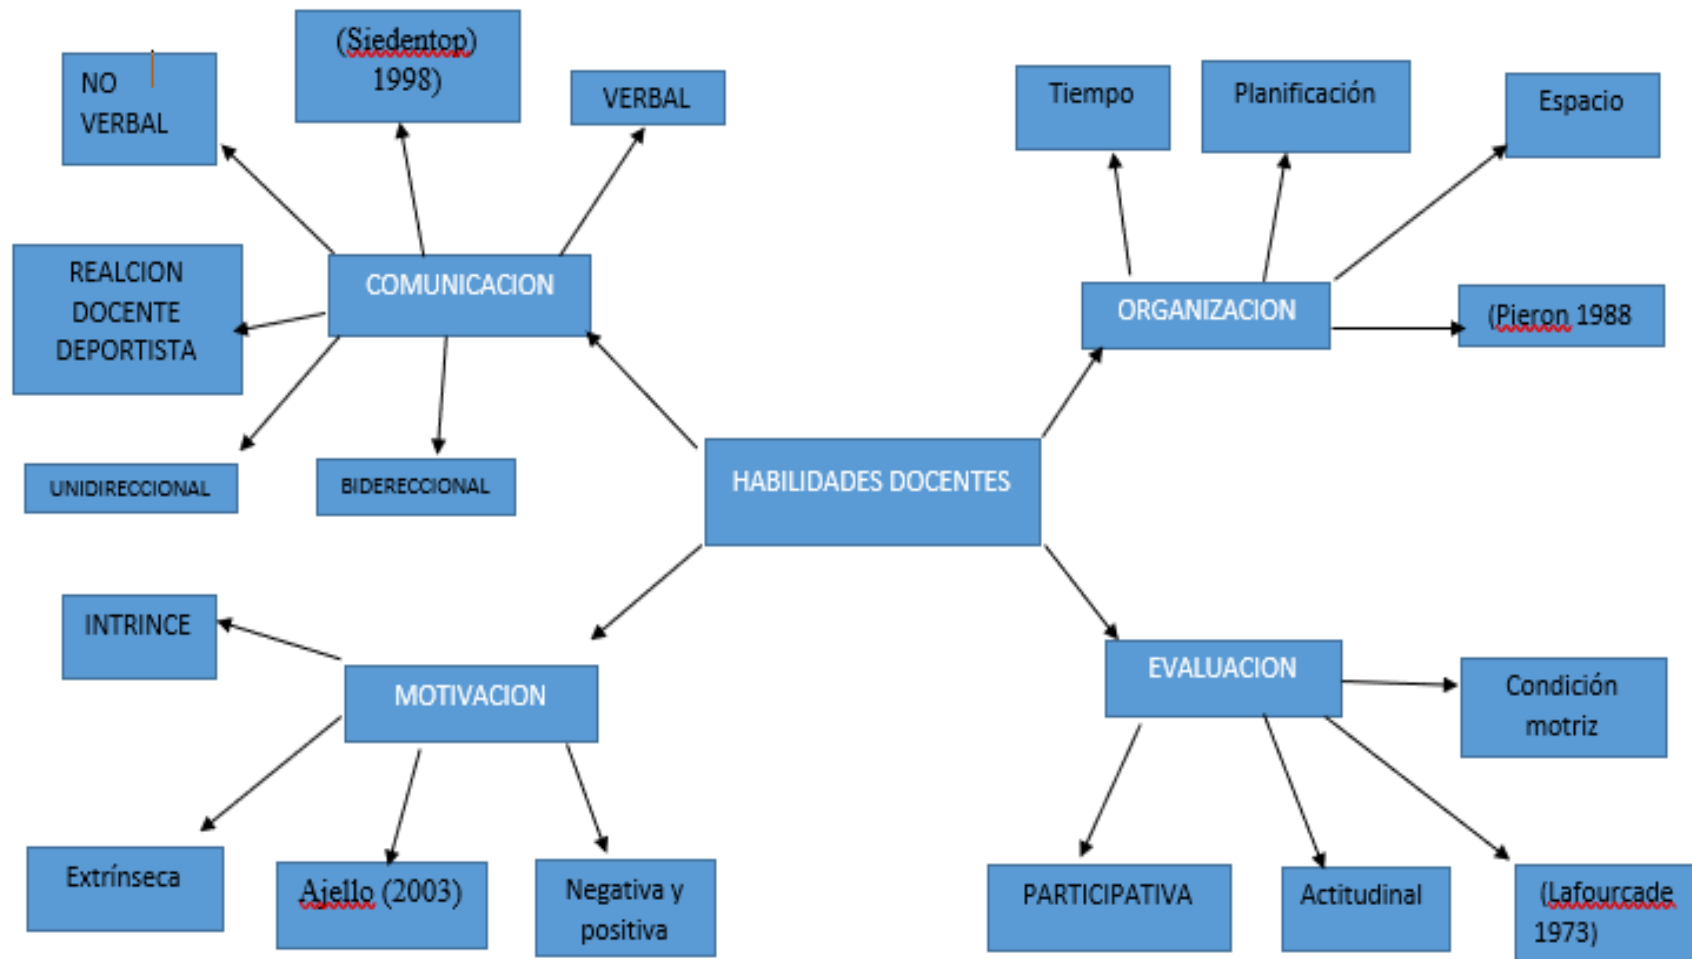 NO
VERBAL
(Siedentop)
1998)
VERBAL
Tiempo
Planificación
Espacio
REALCION
DOCENTE
DEPORTISTA
COMUNICACION
ORGANIZACION
(Pieron 1988
UNIDIRECCIONAL
BIDERECCIONAL
HABILIDADES DOCENTES
INTRINCE
MOTIVACION
EVALUACION
Condición
motriz
Extrínseca
Ajello (2003)
Negativa y
positiva
PARTICIPATIVA
Actitudinal
(Lafourcade
1973)